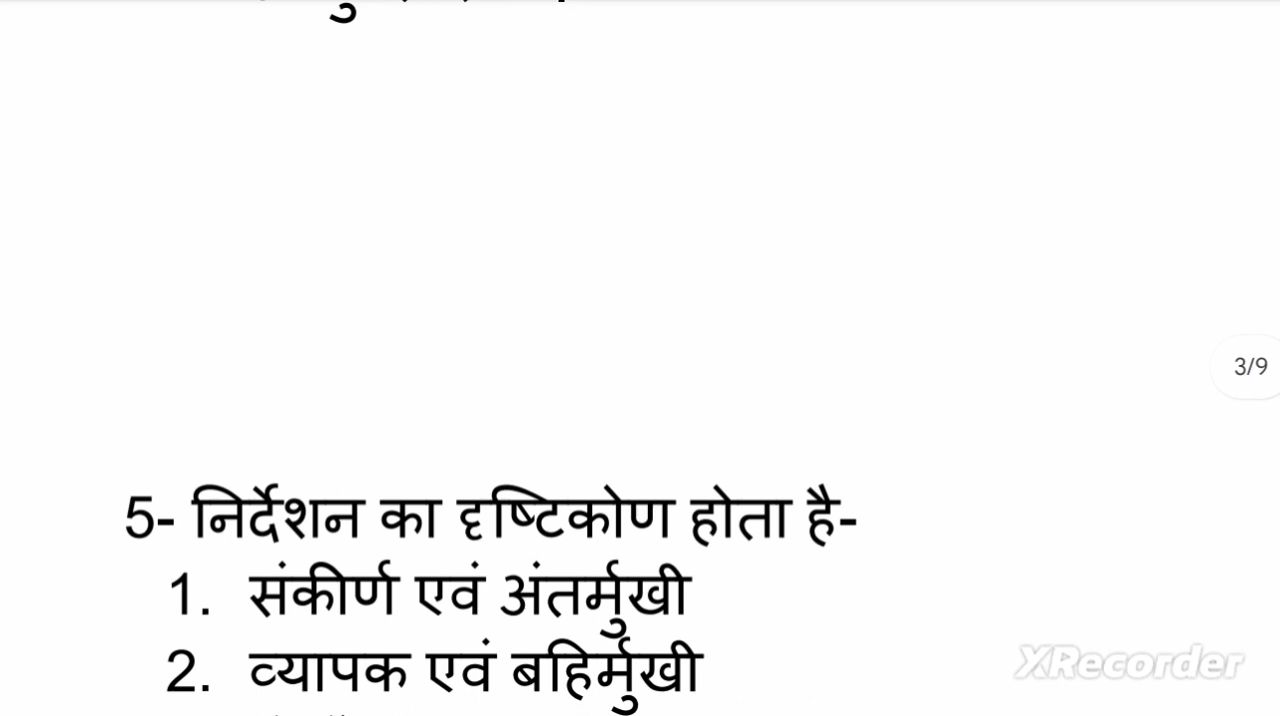 3/9
5- निर्देशन का दृष्टिकोण होता है-
1. संकीर्ण एवं अंतर्मुखी
2. व्यापक एवं बहिर्मुखी
XRecorder